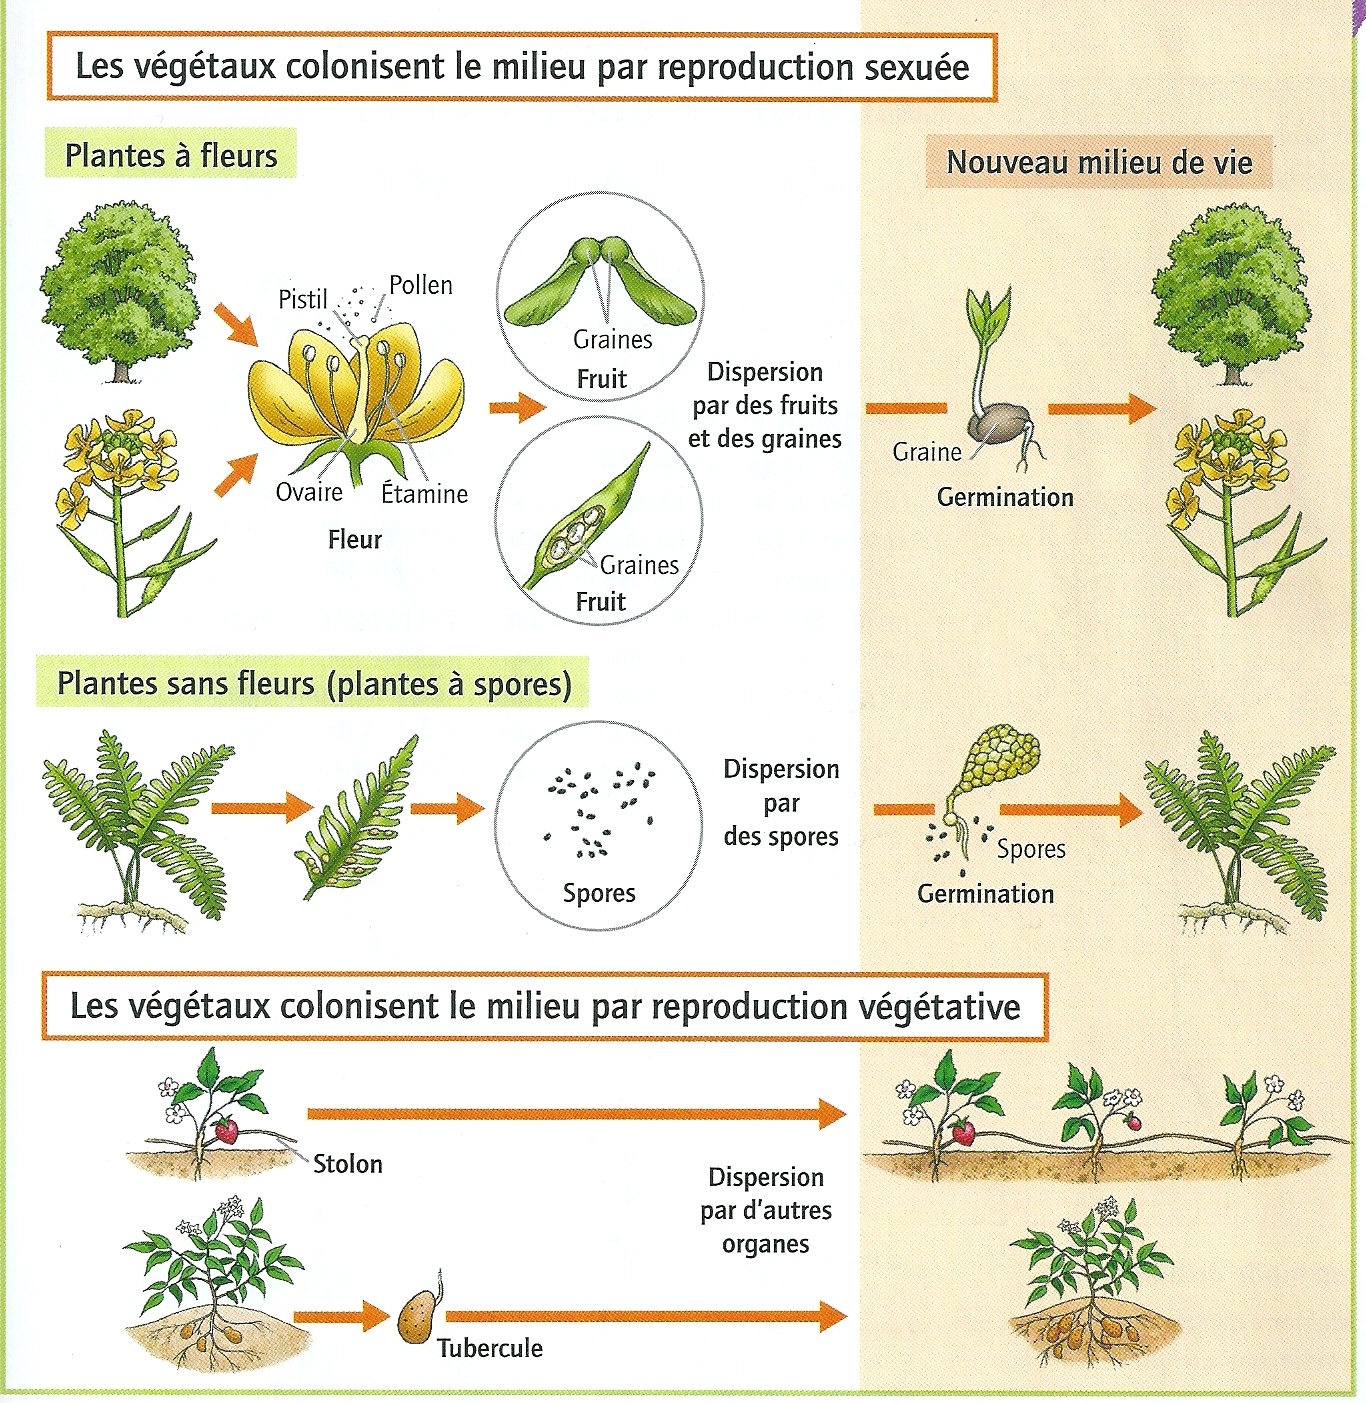 Les végétaux colonisent le milieu par reproduction sexuée
Plantes à fleurs
Nouveau milieu de vie
Pistil
Pollen
Ovaire
Étamine
Fleur
Graines
Fruit
Graines
Fruit
Dispersion
par des fruits
et des graines
Graine
Germination
Plantes sans fleurs (plantes à spores)
Spores
Dispersion
par
des spores
Spores
Germination
Les végétaux colonisent le milieu par reproduction végétative
Stolon
Dispersion
par d'autres
organes
Tubercule